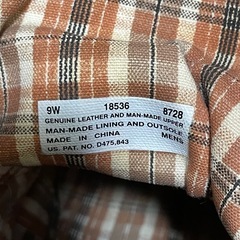 9W 18536 8728
GENUINE LEATHER AND MAN-MADE UPPER
MAN-MADE LINING AND OUTSOLE
MADE IN CHINA MENS
US. PAT. NO. D475,843